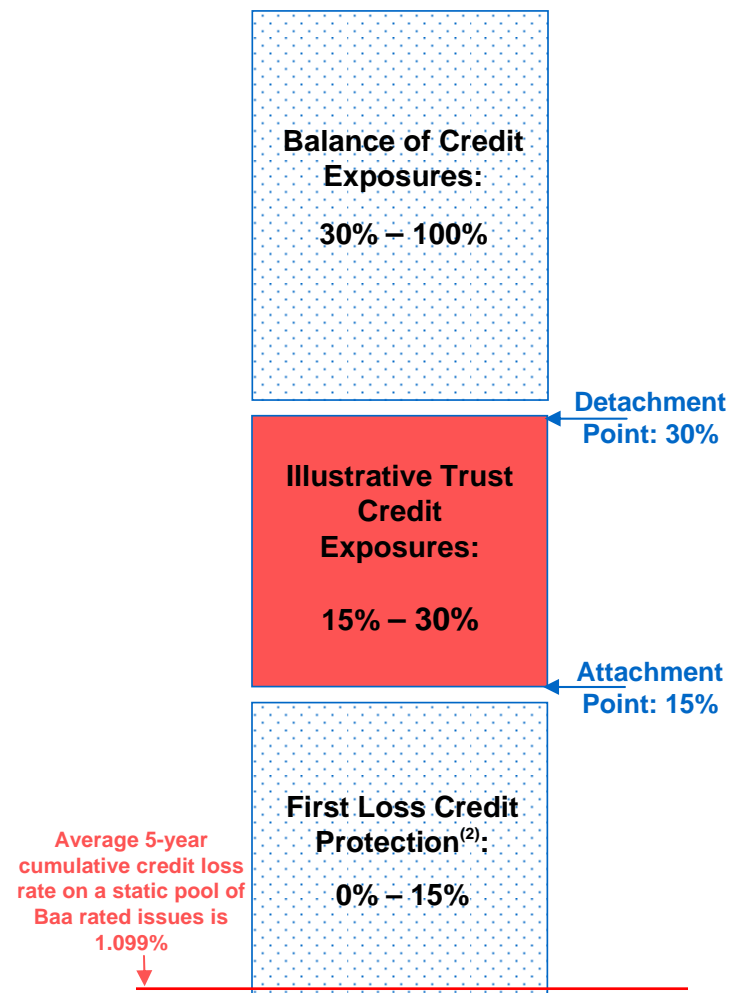 Balance of Credit
Exposures:
30% – 100%
Detachment
Point: 30%
Illustrative Trust
Credit
Exposures:
15% – 30%
Attachment
Point: 15%
First Loss Credit
Protection(2):
0% – 15%
Average 5-year
cumulative credit loss
rate on a static pool of
Baa rated issues is
1.099%